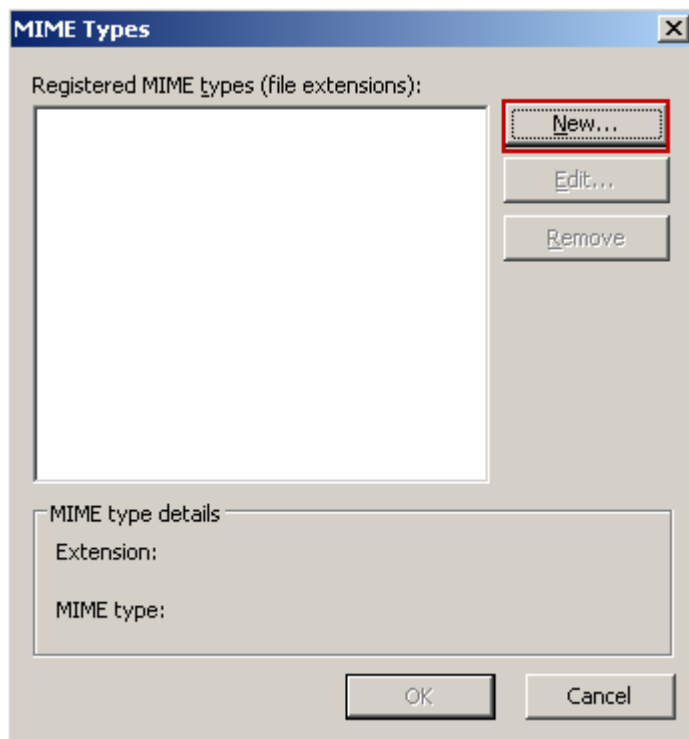 MIME Types
Registered MIME types (file extensions):
New...
Edit...
Remove
MIME type details
Extension:
MIME type:
OK
Cancel